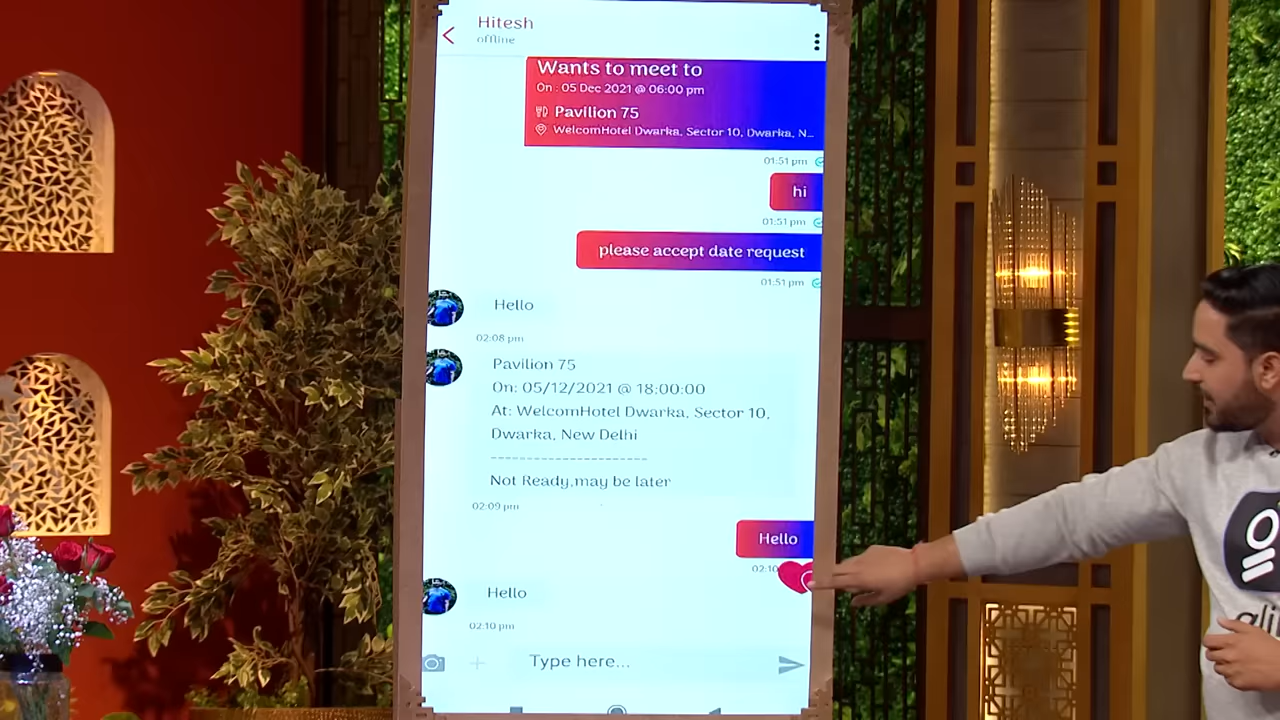 Hitesh
offline
Wants to meet to
On : 05 Dec 2021 @ 06:00 pm
Pavilion 75
WelcomHotel Dwarka, Sector 10, Dwarka, N...
01:51 pm
hi
01:51 pm
please accept date request
01:51 pm
Hello
02:08 pm
Pavilion 75
On: 05/12/2021 @ 18:00:00
At: WelcomHotel Dwarka, Sector 10,
Dwarka, New Delhi
----------------------
Not Ready,may be later
02:09 pm
Hello
02:10
Hello
02:10 pm
Type here...